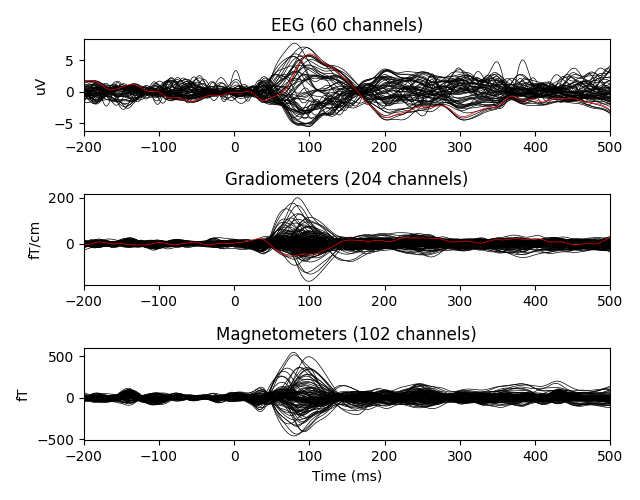 EEG (60 channels)
uV
5
0
−5
−200 −100 0 100 200 300 400 500
Gradiometers (204 channels)
fT/cm
200
0
−200 −100 0 100 200 300 400 500
Magnetometers (102 channels)
fT
500
0
−500
−200 −100 0 100 200 300 400 500
Time (ms)